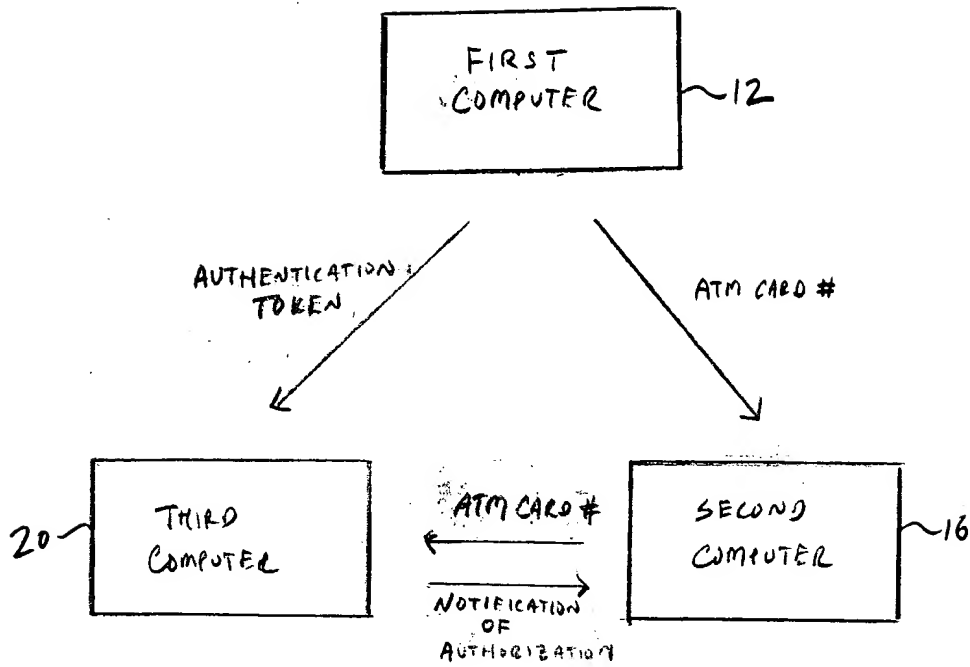 FIRST
COMPUTER
12
AUTHENTICATION
TOKEN
ATM CARD #
20
THIRD
COMPUTER
ATM CARD #
NOTIFICATION
OF
AUTHORIZATION
SECOND
COMPUTER
16